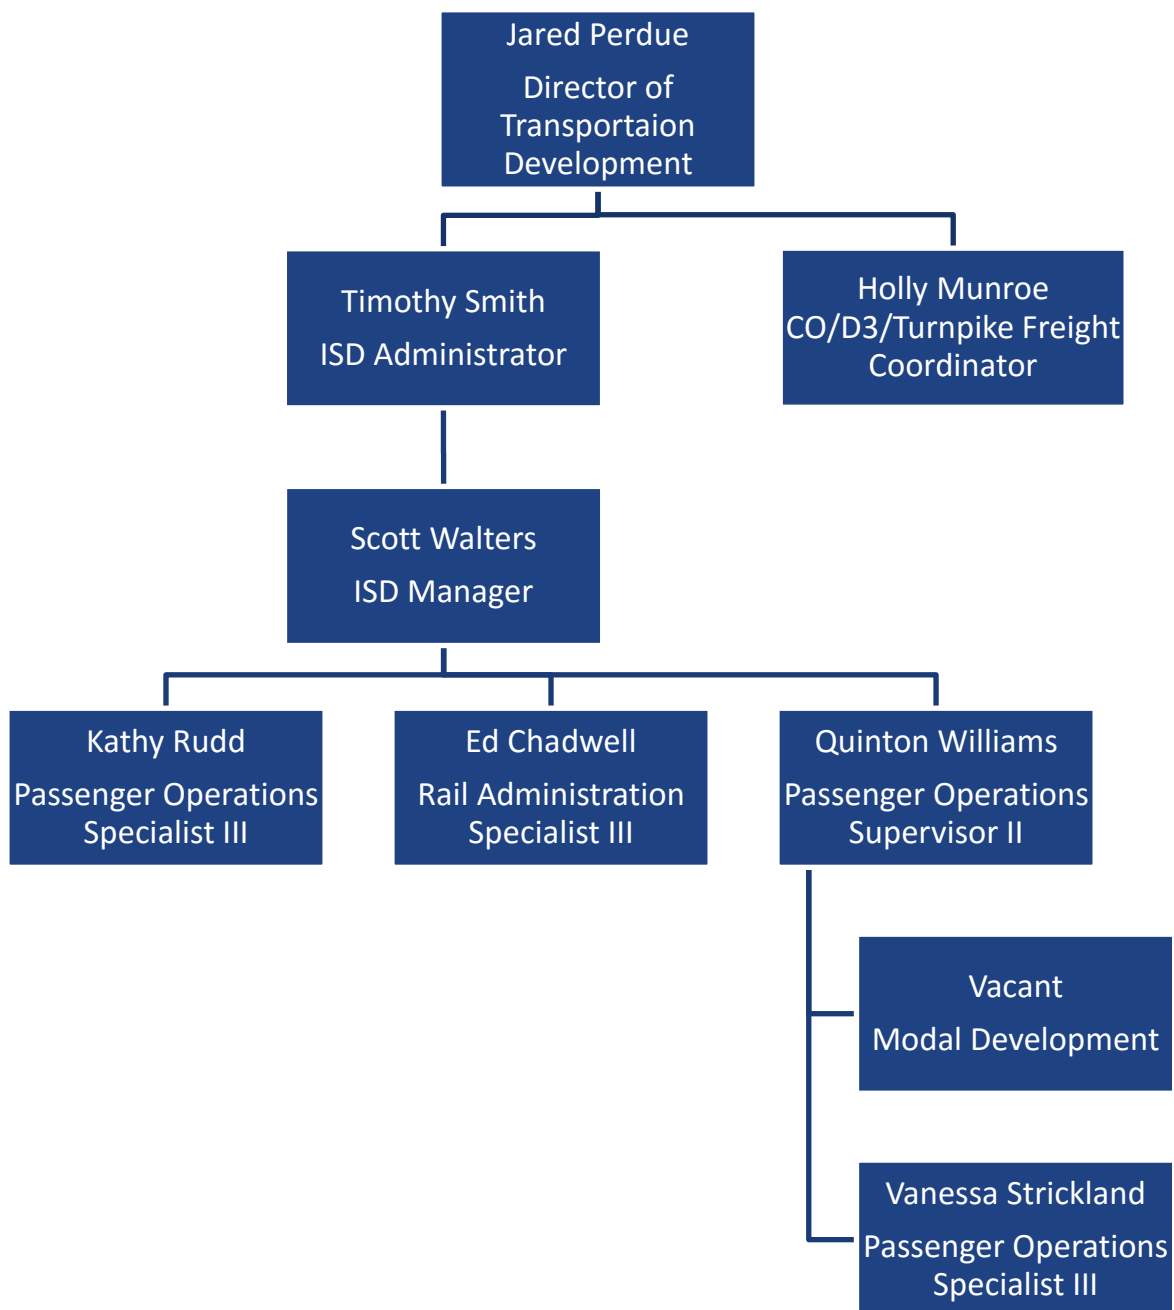 Jared Perdue
Director of
Transportaion
Development
Timothy Smith
ISD Administrator
Holly Munroe
CO/D3/Turnpike Freight
Coordinator
Scott Walters
ISD Manager
Kathy Rudd
Passenger Operations
Specialist III
Ed Chadwell
Rail Administration
Specialist III
Quinton Williams
Passenger Operations
Supervisor II
Vacant
Modal Development
Vanessa Strickland
Passenger Operations
Specialist III